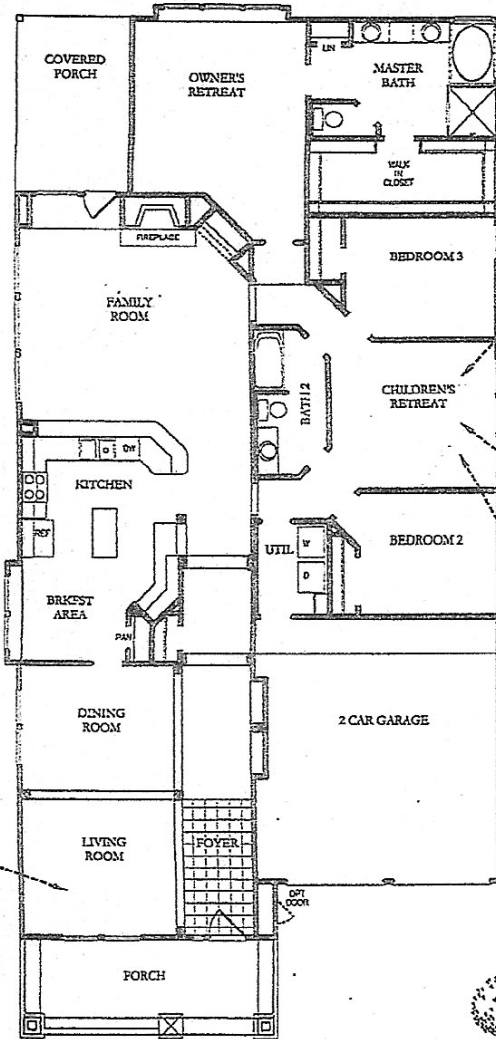 COVERED
PORCH
OWNER'S
RETREAT
LIN
MASTER
BATH
WALK
IN
CLOSET
FIREPLACE
BEDROOM 3
FAMILY
ROOM
BATH 2
CHILDREN'S
RETREAT
DW
KITCHEN
REF
UTIL
W
D
BEDROOM 2
BRKFST
AREA
PAN
DINING
ROOM
2 CAR GARAGE
LIVING
ROOM
FOYER
OPT
DOOR
PORCH